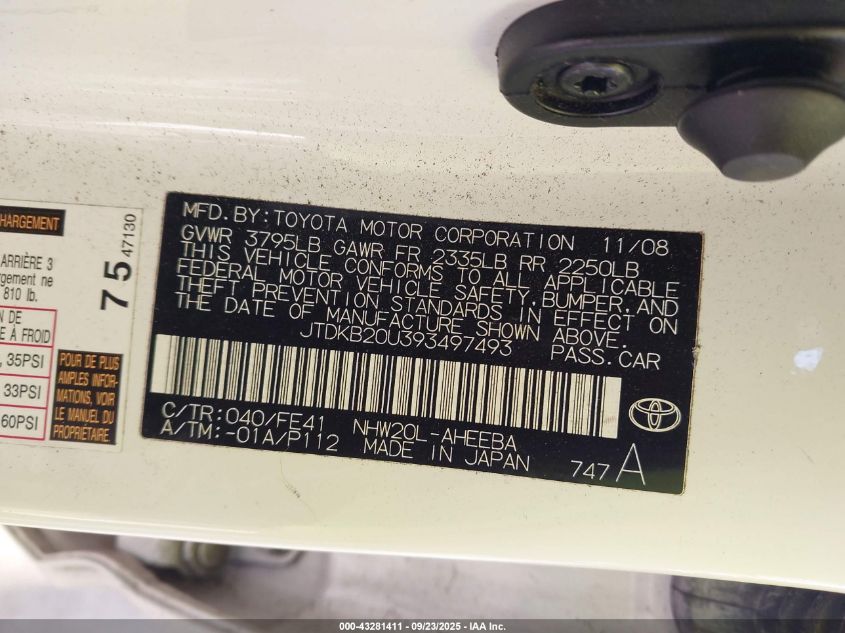 MFD. BY: TOYOTA MOTOR CORPORATION 11/08
GVWR 3795LB GAWR FR 2335LB RR 2250LB
THIS VEHICLE CONFORMS TO ALL APPLICABLE
FEDERAL MOTOR VEHICLE SAFETY, BUMPER, AND
THEFT PREVENTION STANDARDS IN EFFECT ON
THE DATE OF MANUFACTURE SHOWN ABOVE.
JTDKB20U393497493 PASS. CAR
C/TR: 040/FE41 NHW20L-AHEEBA
A/TM: -01A/P112 MADE IN JAPAN 747 A
HARGEMENT
ARRIÈRE 3
rgement ne
810 lb.
75 47130
N DE
E À FROID
, 35PSI
33PSI
60PSI
POUR DE PLUS
AMPLES INFOR-
MATIONS, VOIR
LE MANUEL DU
PROPRIÉTAIRE.
000-43281411 - 09/23/2025 - IAA Inc.